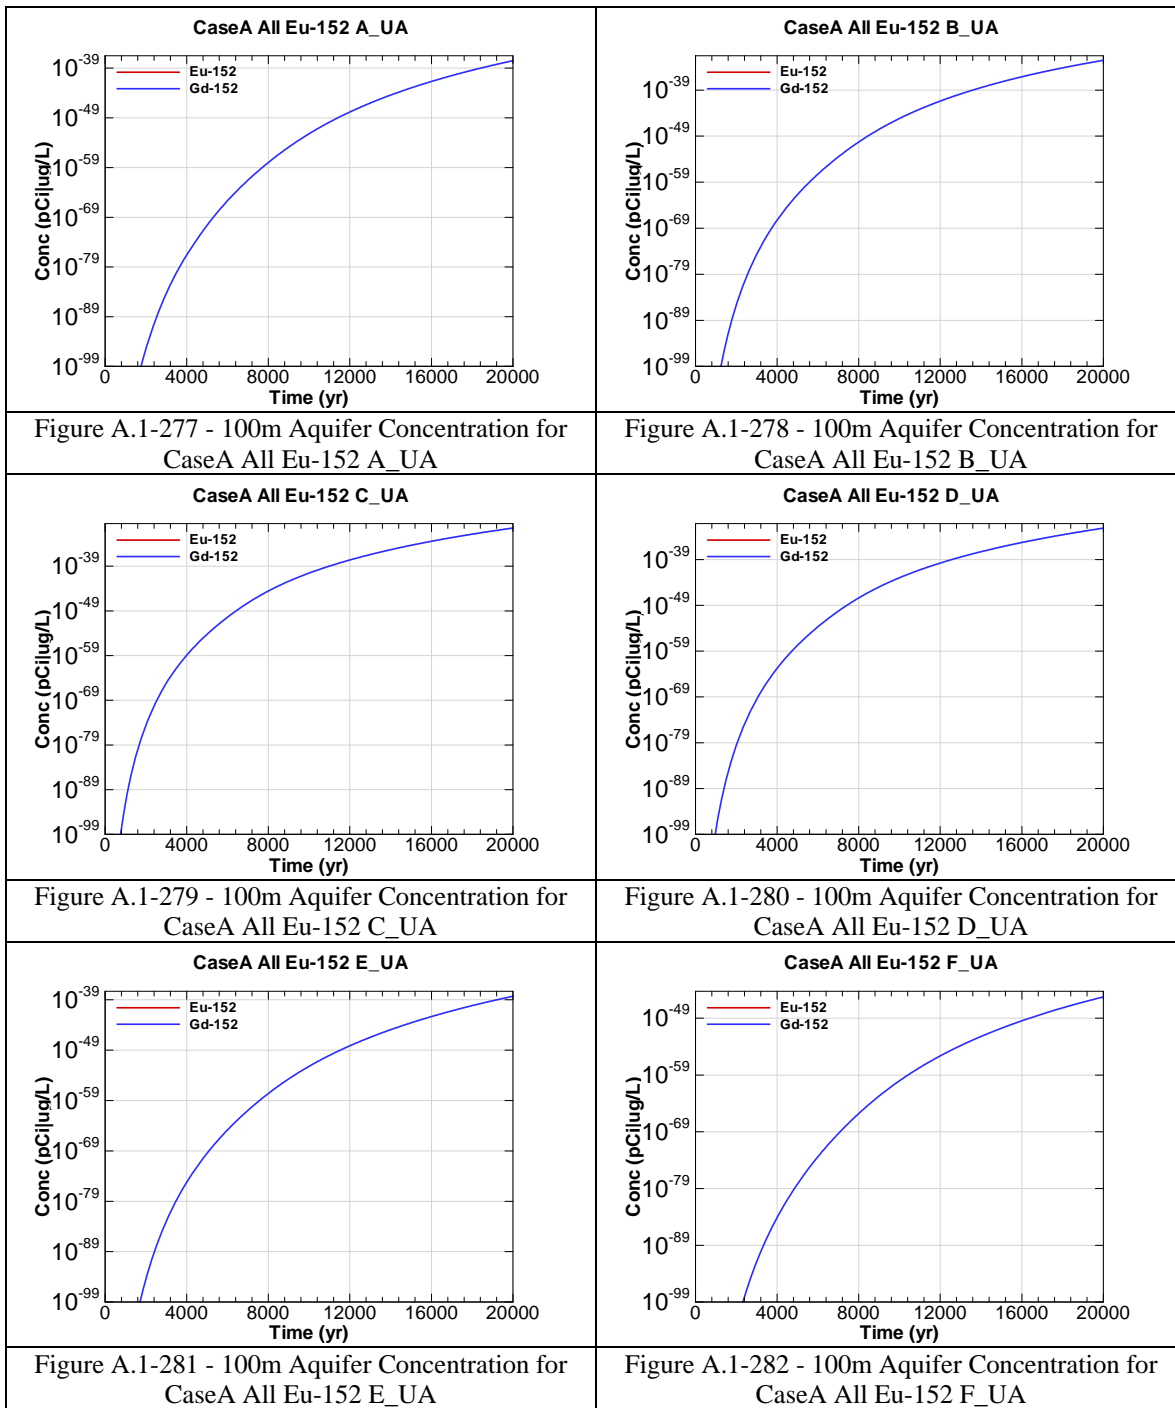 CaseA All Eu-152 A_UA
Conc (pCi|ug/L)
10-39
10-49
10-59
10-69
10-79
10-89
10-99
Eu-152
Gd-152
0 4000 8000 12000 16000 20000
Time (yr)
Figure A.1-277 - 100m Aquifer Concentration for
CaseA All Eu-152 A_UA
CaseA All Eu-152 B_UA
Conc (pCi|ug/L)
10-39
10-49
10-59
10-69
10-79
10-89
10-99
Eu-152
Gd-152
0 4000 8000 12000 16000 20000
Time (yr)
Figure A.1-278 - 100m Aquifer Concentration for
CaseA All Eu-152 B_UA
CaseA All Eu-152 C_UA
Conc (pCi|ug/L)
10-39
10-49
10-59
10-69
10-79
10-89
10-99
Eu-152
Gd-152
0 4000 8000 12000 16000 20000
Time (yr)
Figure A.1-279 - 100m Aquifer Concentration for
CaseA All Eu-152 C_UA
CaseA All Eu-152 D_UA
Conc (pCi|ug/L)
10-39
10-49
10-59
10-69
10-79
10-89
10-99
Eu-152
Gd-152
0 4000 8000 12000 16000 20000
Time (yr)
Figure A.1-280 - 100m Aquifer Concentration for
CaseA All Eu-152 D_UA
CaseA All Eu-152 E_UA
Conc (pCi|ug/L)
10-39
10-49
10-59
10-69
10-79
10-89
10-99
Eu-152
Gd-152
0 4000 8000 12000 16000 20000
Time (yr)
Figure A.1-281 - 100m Aquifer Concentration for
CaseA All Eu-152 E_UA
CaseA All Eu-152 F_UA
Conc (pCi|ug/L)
10-49
10-59
10-69
10-79
10-89
10-99
Eu-152
Gd-152
0 4000 8000 12000 16000 20000
Time (yr)
Figure A.1-282 - 100m Aquifer Concentration for
CaseA All Eu-152 F_UA